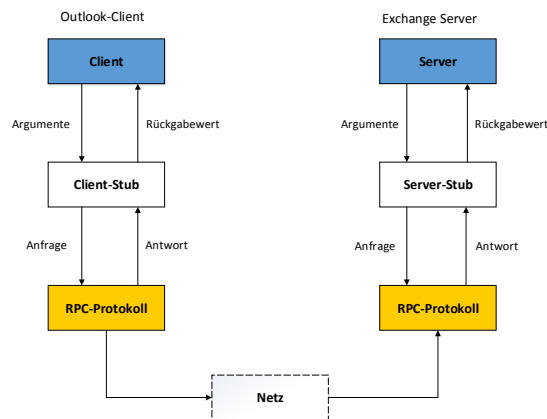 Outlook-Client
Exchange Server
Client
Server
Argumente
Rückgabewert
Argumente
Rückgabewert
Client-Stub
Server-Stub
Anfrage
Antwort
Anfrage
Antwort
RPC-Protokoll
RPC-Protokoll
Netz